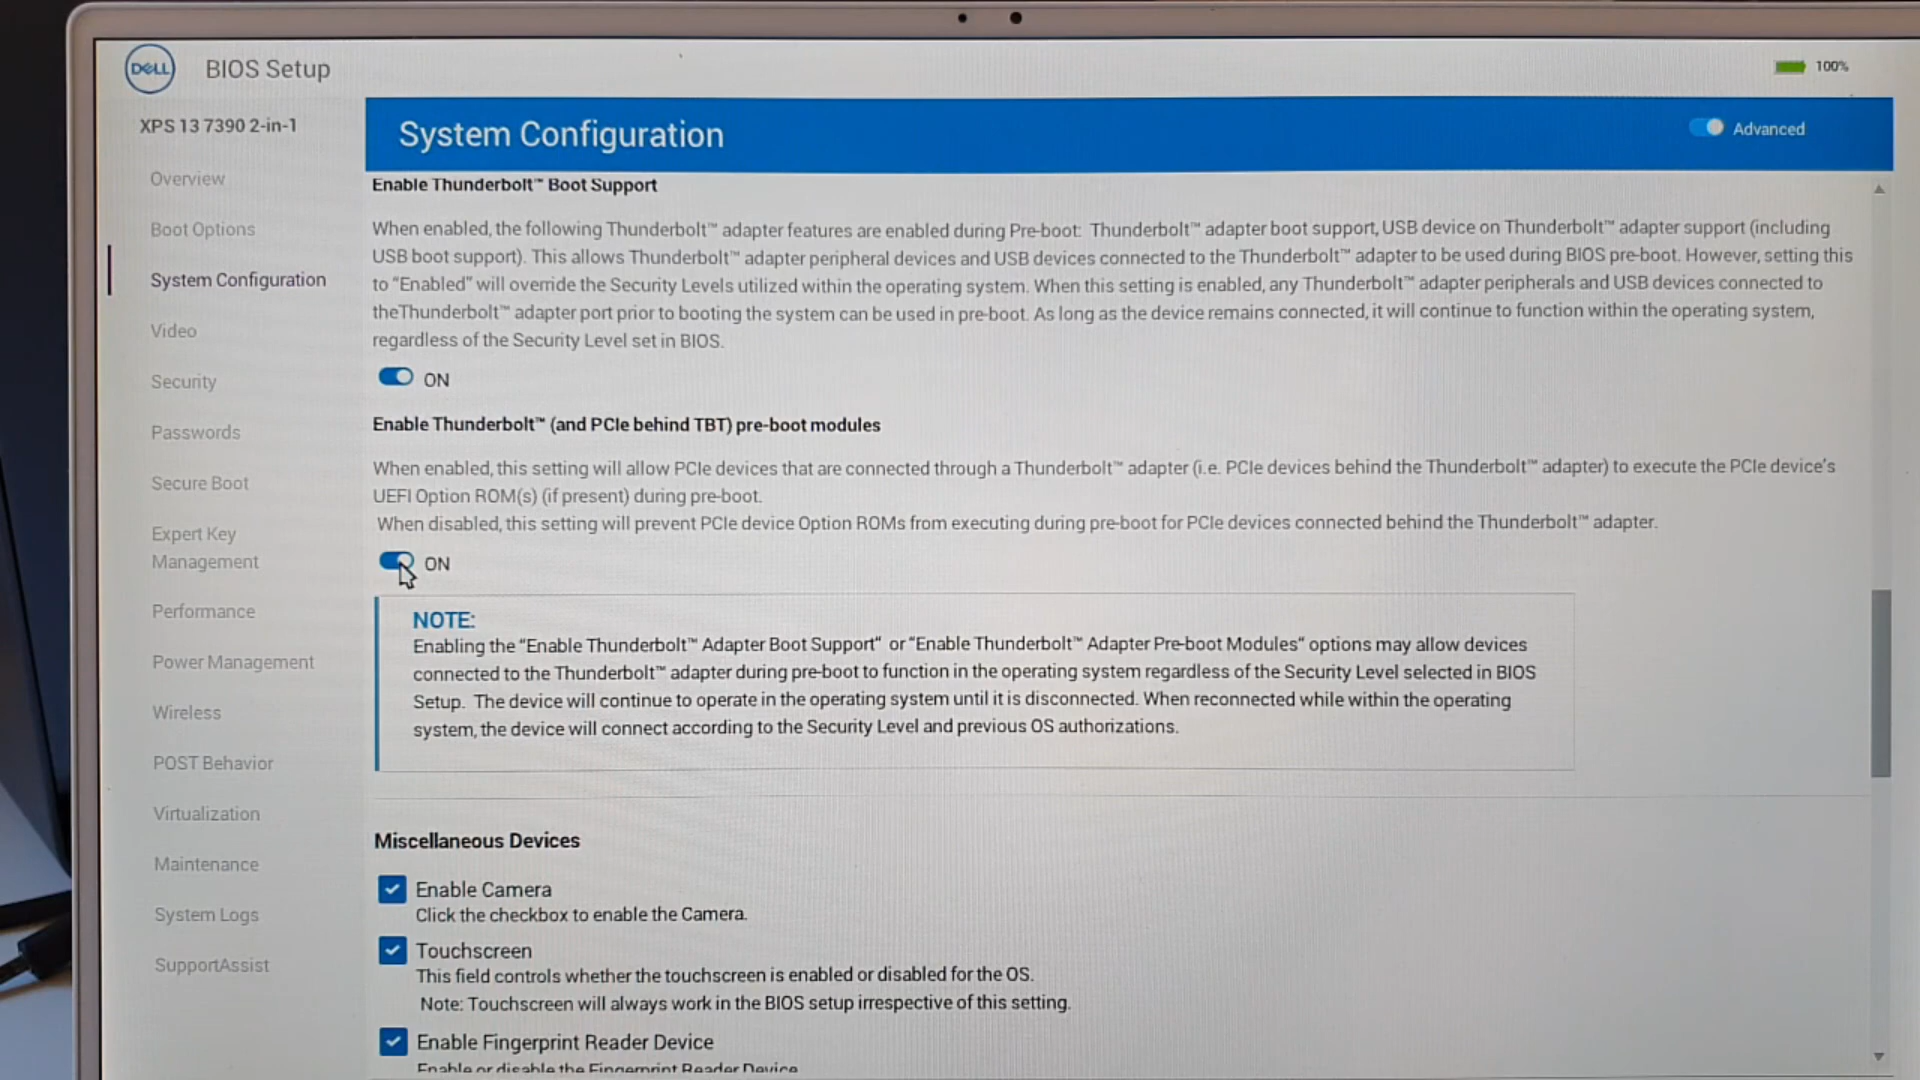 DELL
BIOS Setup
100%
XPS 13 7390 2-in-1
Overview
Boot Options
System Configuration
Video
Security
Passwords
Secure Boot
Expert Key
Management
Performance
Power Management
Wireless
POST Behavior
Virtualization
Maintenance
System Logs
SupportAssist
System Configuration
Advanced
Enable Thunderbolt™ Boot Support
When enabled, the following Thunderbolt™ adapter features are enabled during Pre-boot: Thunderbolt™ adapter boot support, USB device on Thunderbolt™ adapter support (including
USB boot support). This allows Thunderbolt™ adapter peripheral devices and USB devices connected to the Thunderbolt™ adapter to be used during BIOS pre-boot. However, setting this
to “Enabled” will override the Security Levels utilized within the operating system. When this setting is enabled, any Thunderbolt™ adapter peripherals and USB devices connected to
theThunderbolt™ adapter port prior to booting the system can be used in pre-boot. As long as the device remains connected, it will continue to function within the operating system,
regardless of the Security Level set in BIOS.
ON
Enable Thunderbolt™ (and PCIe behind TBT) pre-boot modules
When enabled, this setting will allow PCIe devices that are connected through a Thunderbolt™ adapter (i.e. PCIe devices behind the Thunderbolt™ adapter) to execute the PCIe device’s
UEFI Option ROM(s) (if present) during pre-boot.
When disabled, this setting will prevent PCIe device Option ROMs from executing during pre-boot for PCIe devices connected behind the Thunderbolt™ adapter.
ON
NOTE:
Enabling the “Enable Thunderbolt™ Adapter Boot Support” or “Enable Thunderbolt™ Adapter Pre-boot Modules” options may allow devices
connected to the Thunderbolt™ adapter during pre-boot to function in the operating system regardless of the Security Level selected in BIOS
Setup. The device will continue to operate in the operating system until it is disconnected. When reconnected while within the operating
system, the device will connect according to the Security Level and previous OS authorizations.
Miscellaneous Devices
Enable Camera
Click the checkbox to enable the Camera.
Touchscreen
This field controls whether the touchscreen is enabled or disabled for the OS.
Note: Touchscreen will always work in the BIOS setup irrespective of this setting.
Enable Fingerprint Reader Device
Enable or disable the Fingerprint Reader Device